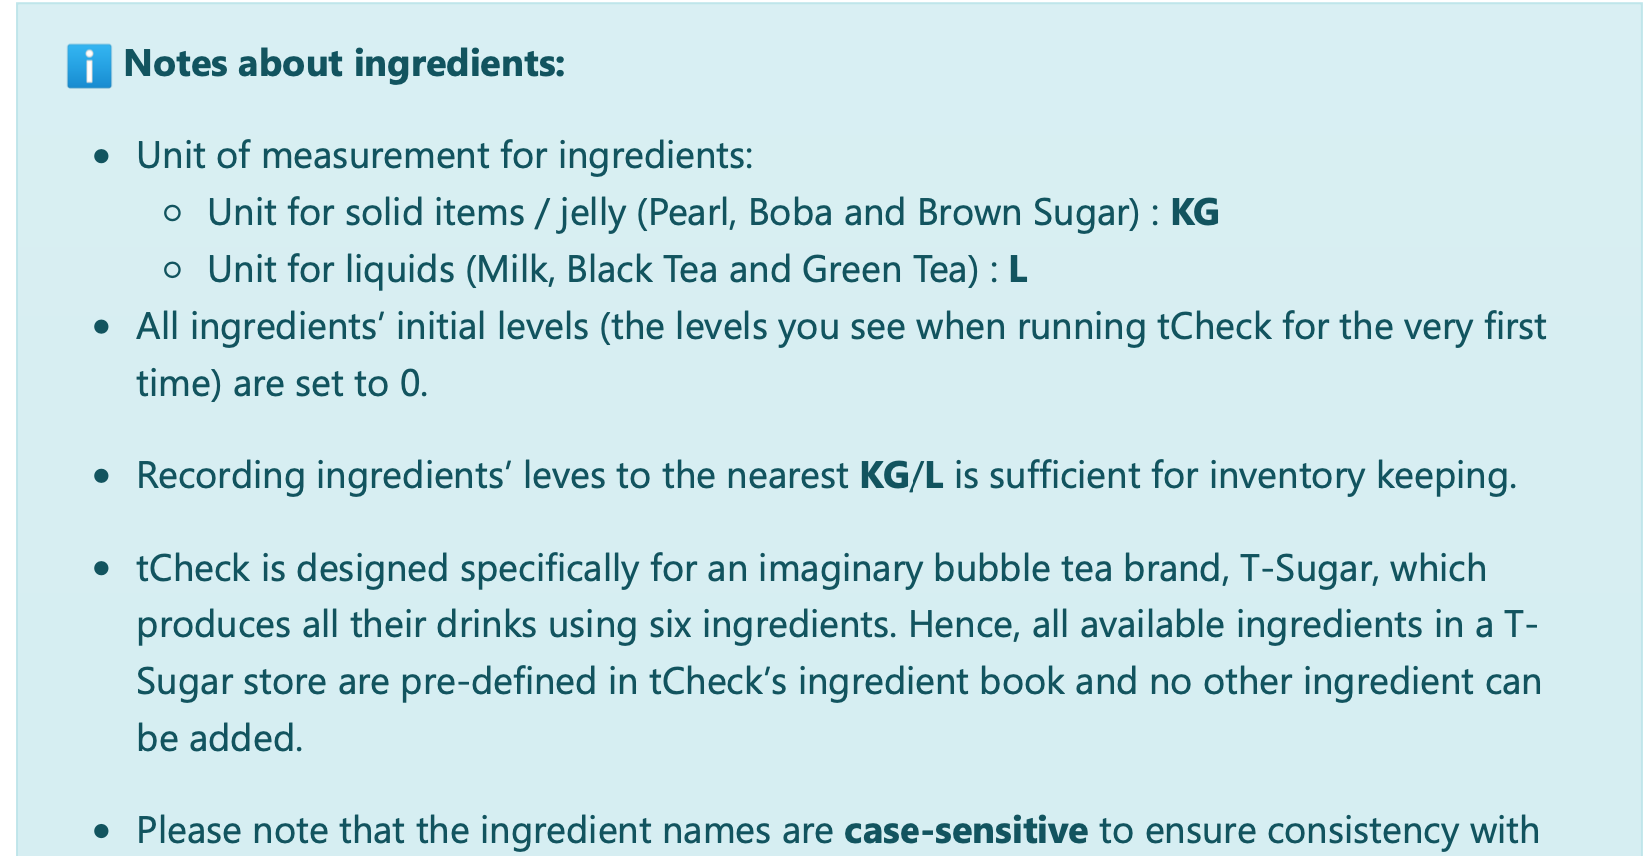 ℹ️ Notes about ingredients:
• Unit of measurement for ingredients:
○ Unit for solid items / jelly (Pearl, Boba and Brown Sugar) : KG
○ Unit for liquids (Milk, Black Tea and Green Tea) : L
• All ingredients’ initial levels (the levels you see when running tCheck for the very first
time) are set to 0.
• Recording ingredients’ leves to the nearest KG/L is sufficient for inventory keeping.
• tCheck is designed specifically for an imaginary bubble tea brand, T-Sugar, which
produces all their drinks using six ingredients. Hence, all available ingredients in a T-
Sugar store are pre-defined in tCheck’s ingredient book and no other ingredient can
be added.
• Please note that the ingredient names are case-sensitive to ensure consistency with